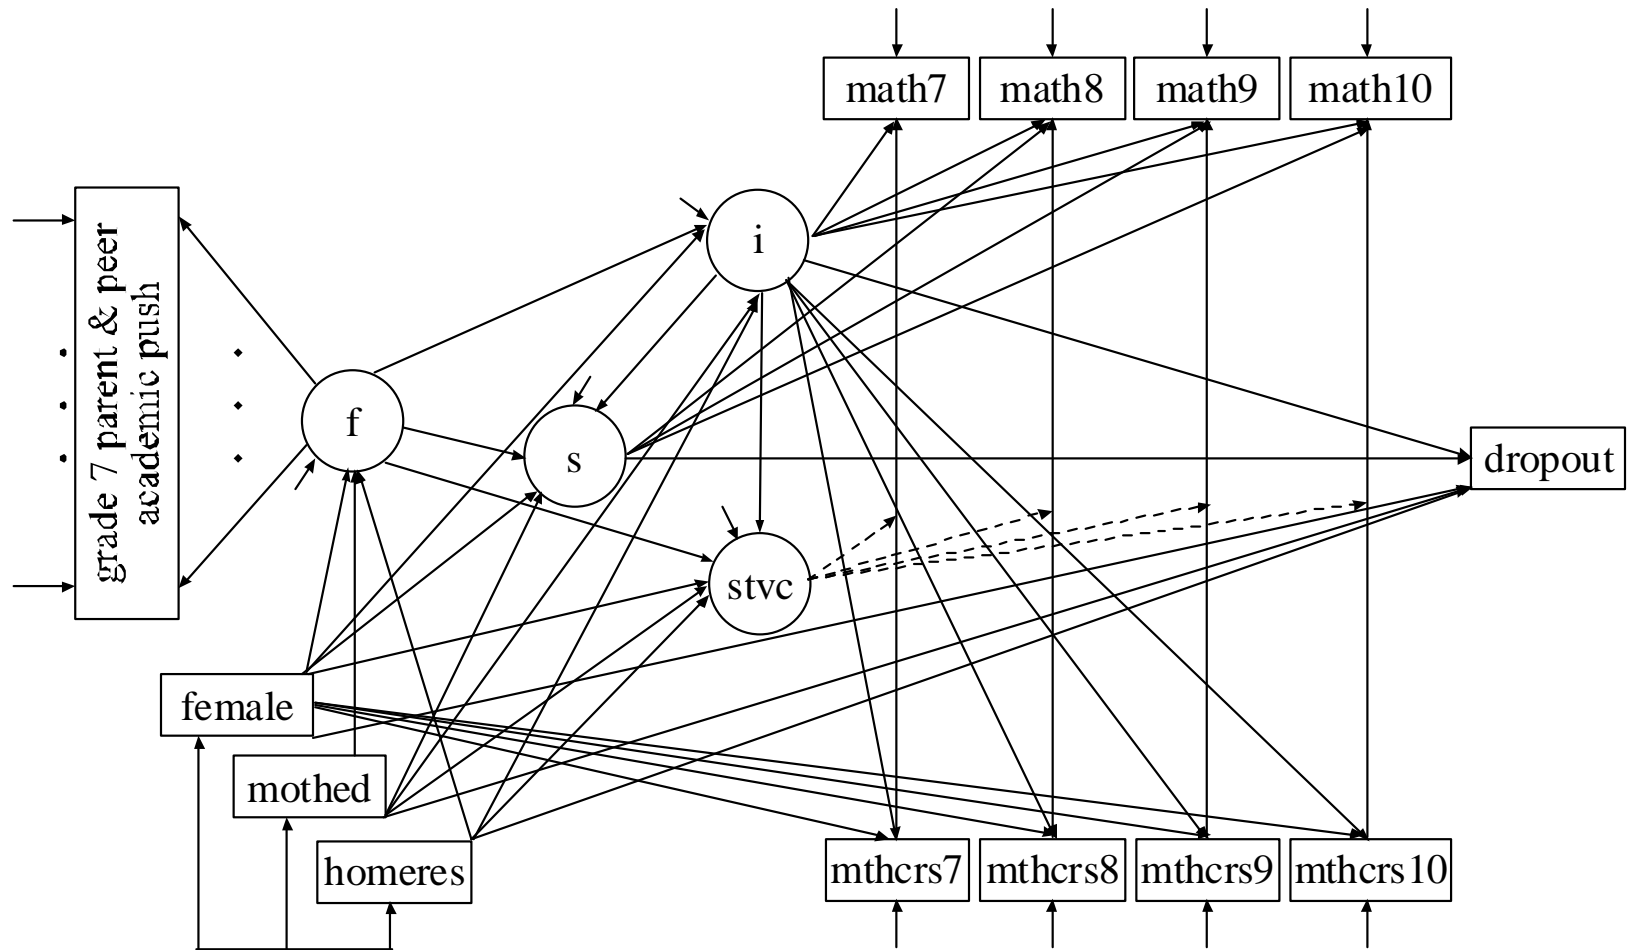 math7
math8
math9
math10
grade 7 parent & peer
academic push
i
f
s
dropout
stvc
female
mothed
homeres
mthcrs7
mthcrs8
mthcrs9
mthcrs10